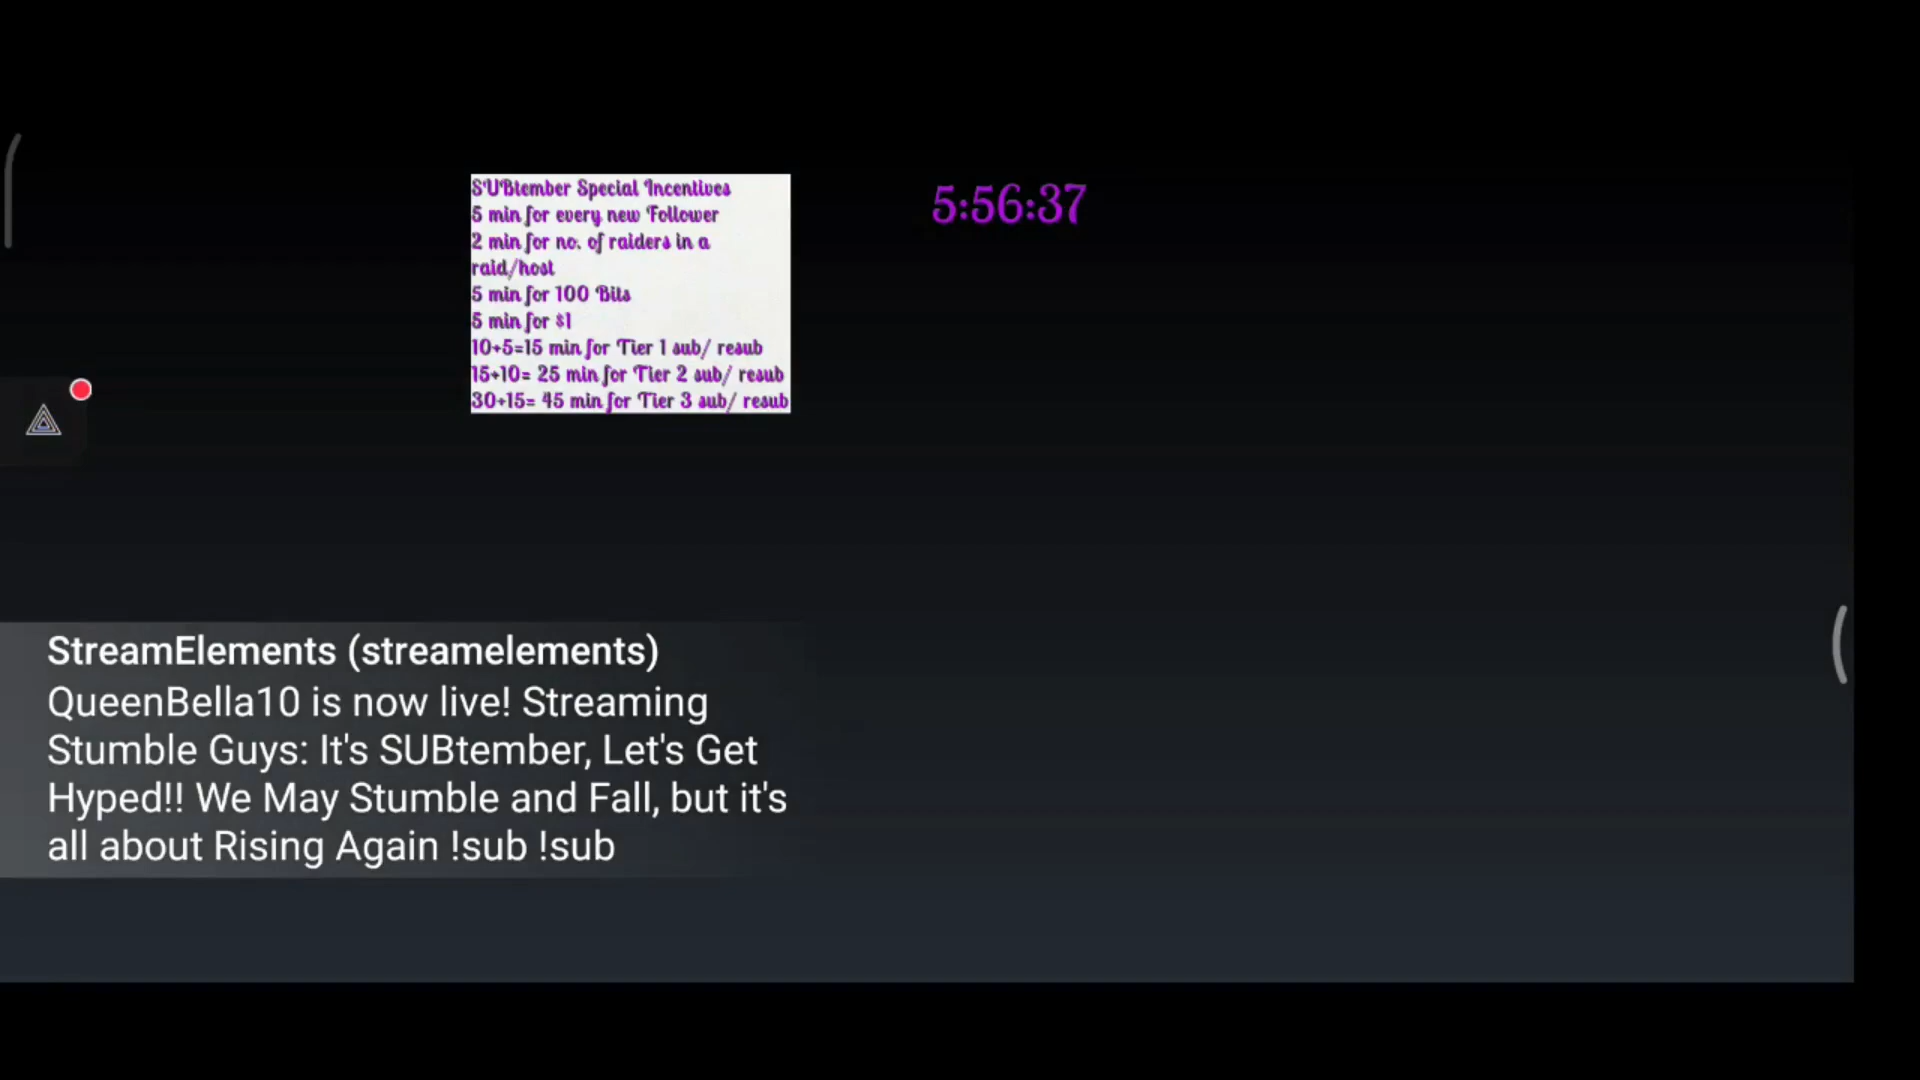 SUBtember Special Incentives
5 min for every new Follower
2 min for no. of raiders in a
raid/host
5 min for 100 Bits
5 min for $1
10+5=15 min for Tier 1 sub/ resub
15+10= 25 min for Tier 2 sub/ resub
30+15= 45 min for Tier 3 sub/ resub
5:56:37
StreamElements (streamelements)
QueenBella10 is now live! Streaming
Stumble Guys: It's SUBtember, Let's Get
Hyped!! We May Stumble and Fall, but it's
all about Rising Again !sub !sub